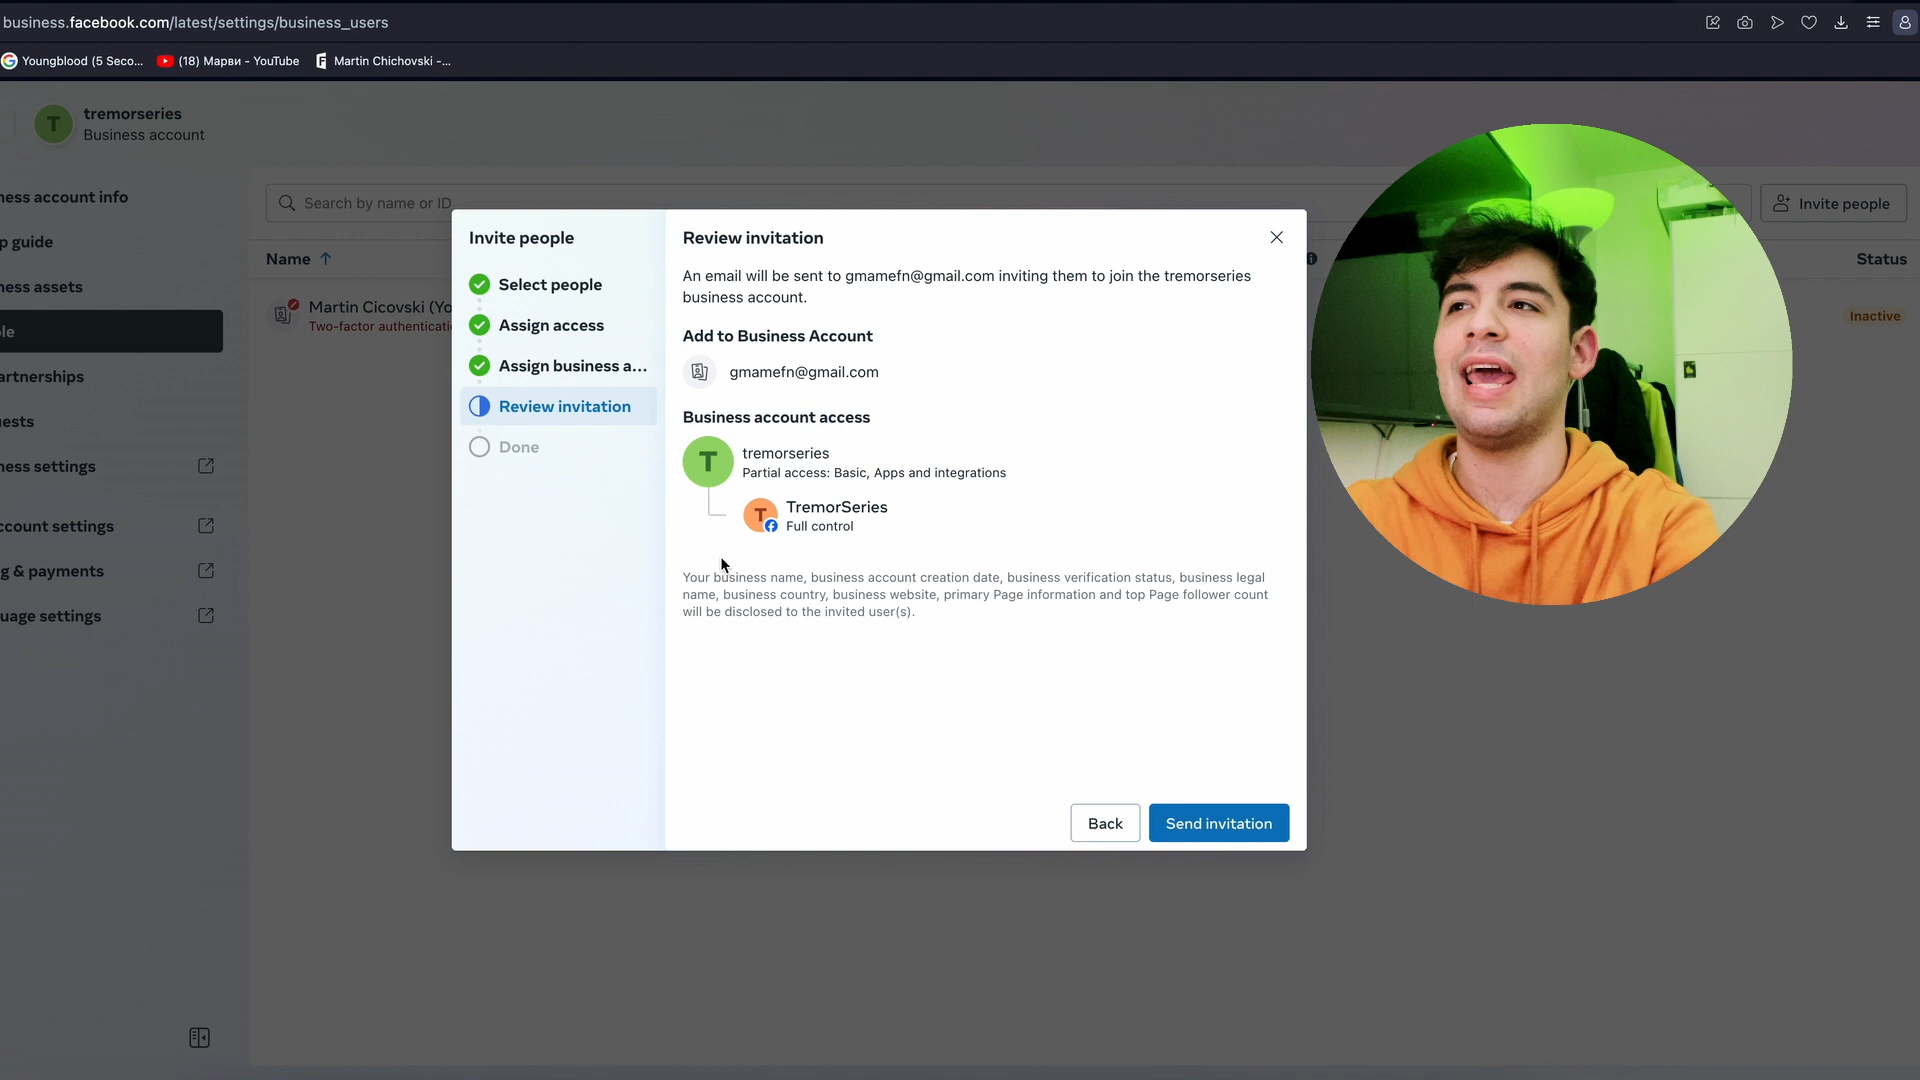 business.facebook.com/latest/settings/business_users
Youngblood (5 Seco...
(18) Марви - YouTube
Martin Chichovski -...
T
tremorseries
Business account
ness account info
p guide
ness assets
le
artnerships
ests
ness settings
ccount settings
g & payments
uage settings
Search by name or ID
Invite people
Name
Status
Martin Cicovski (Yo
Two-factor authenticati
Inactive
Invite people
Select people
Assign access
Assign business a...
Review invitation
Done
Review invitation
An email will be sent to gmamefn@gmail.com inviting them to join the tremorseries
business account.
Add to Business Account
gmamefn@gmail.com
Business account access
T
tremorseries
Partial access: Basic, Apps and integrations
T
TremorSeries
Full control
Your business name, business account creation date, business verification status, business legal
name, business country, business website, primary Page information and top Page follower count
will be disclosed to the invited user(s).
Back
Send invitation